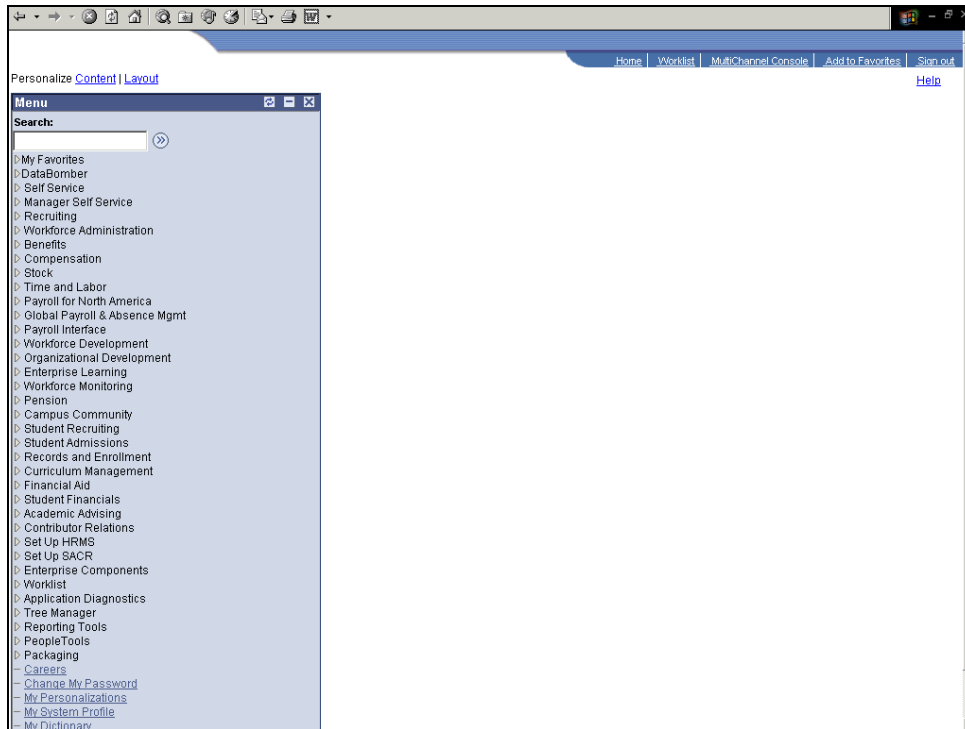 Home | Worklist | MultiChannel Console | Add to Favorites | Sign out
Personalize Content | Layout
Help
Menu
Search:
My Favorites
DataBomber
Self Service
Manager Self Service
Recruiting
Workforce Administration
Benefits
Compensation
Stock
Time and Labor
Payroll for North America
Global Payroll & Absence Mgmt
Payroll Interface
Workforce Development
Organizational Development
Enterprise Learning
Workforce Monitoring
Pension
Campus Community
Student Recruiting
Student Admissions
Records and Enrollment
Curriculum Management
Financial Aid
Student Financials
Academic Advising
Contributor Relations
Set Up HRMS
Set Up SACR
Enterprise Components
Worklist
Application Diagnostics
Tree Manager
Reporting Tools
PeopleTools
Packaging
– Careers
– Change My Password
– My Personalizations
– My System Profile
– My Dictionary